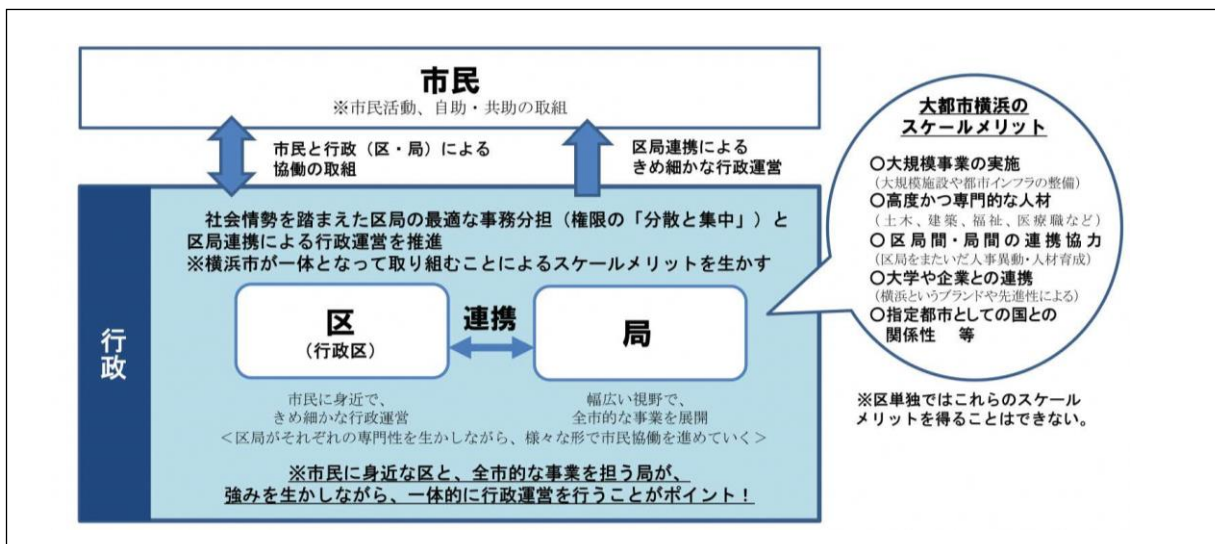 市民
※市民活動、自助・共助の取組
市民と行政（区・局）による
協働の取組
区局連携による
きめ細かな行政運営
行政
社会情勢を踏まえた区局の最適な事務分担（権限の「分散と集中」）と
区局連携による行政運営を推進
※横浜市が一体となって取り組むことによるスケールメリットを生かす
区
（行政区）
連携
局
市民に身近で、
きめ細かな行政運営
幅広い視野で、
全市的な事業を展開
＜区局がそれぞれの専門性を生かしながら、様々な形で市民協働を進めていく＞
※市民に身近な区と、全市的な事業を担う局が、
強みを生かしながら、一体的に行政運営を行うことがポイント！
大都市横浜の
スケールメリット
○大規模事業の実施
（大規模施設や都市インフラの整備）
○高度かつ専門的な人材
（土木、建築、福祉、医療職など）
○区局間・局間の連携協力
（区局をまたいだ人事異動・人材育成）
○大学や企業との連携
（横浜というブランドや先進性による）
○指定都市としての国との
関係性 等
※区単独ではこれらのスケール
メリットを得ることはできない。